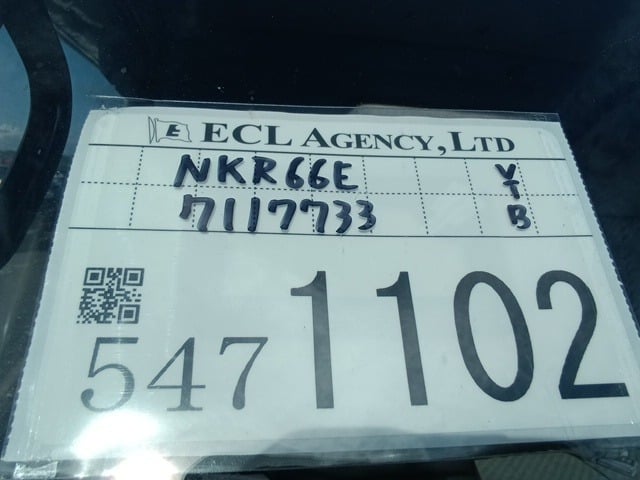 E ECL AGENCY, LTD
NKR66E V
T
7117733 B
547 1102